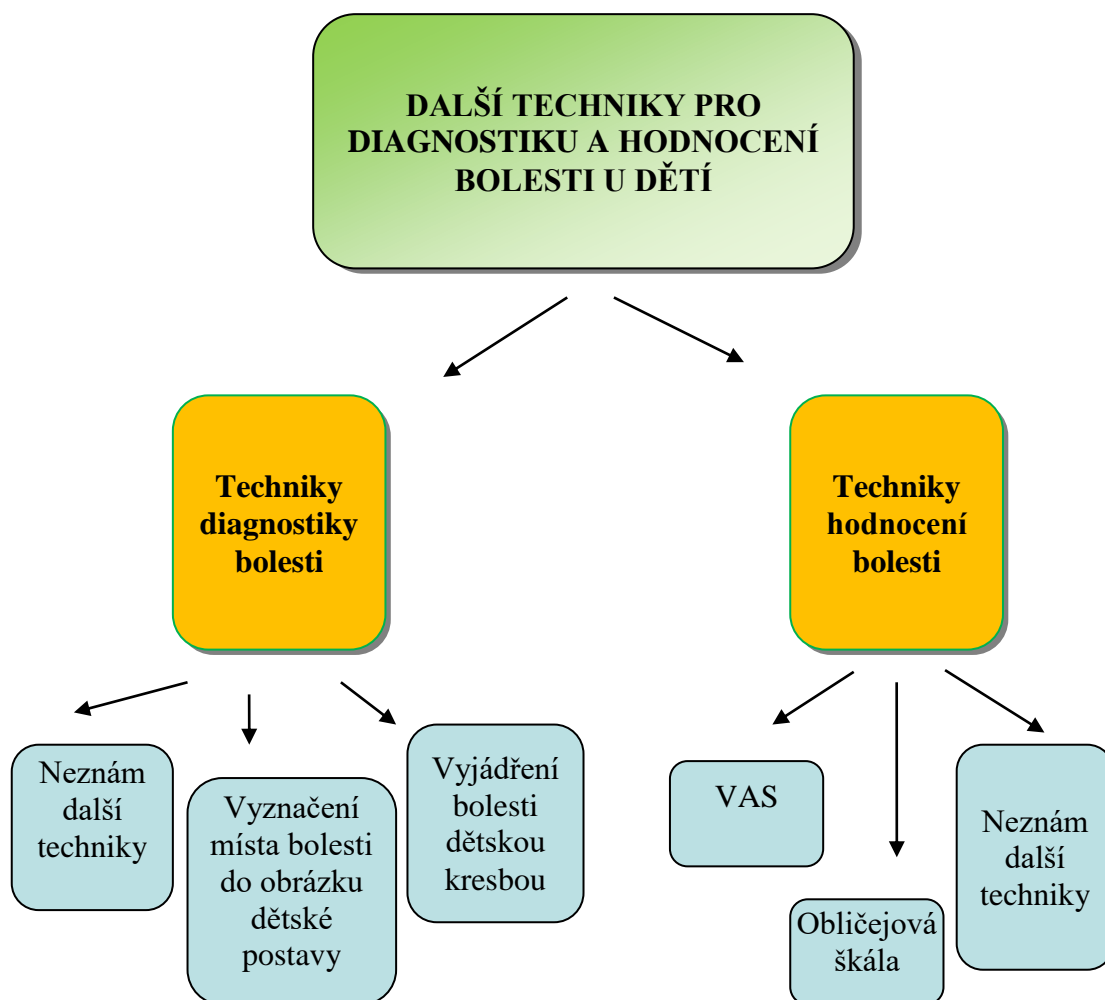 DALŠÍ TECHNIKY PRO
DIAGNOSTIKU A HODNOCENÍ
BOLESTI U DĚTÍ
Techniky
diagnostiky
bolesti
Techniky
hodnocení
bolesti
Neznám
další
techniky
Vyznačení
místa bolesti
do obrázku
dětské
postavy
Vyjádření
bolesti
dětskou
kresbou
VAS
Obličejová
škála
Neznám
další
techniky